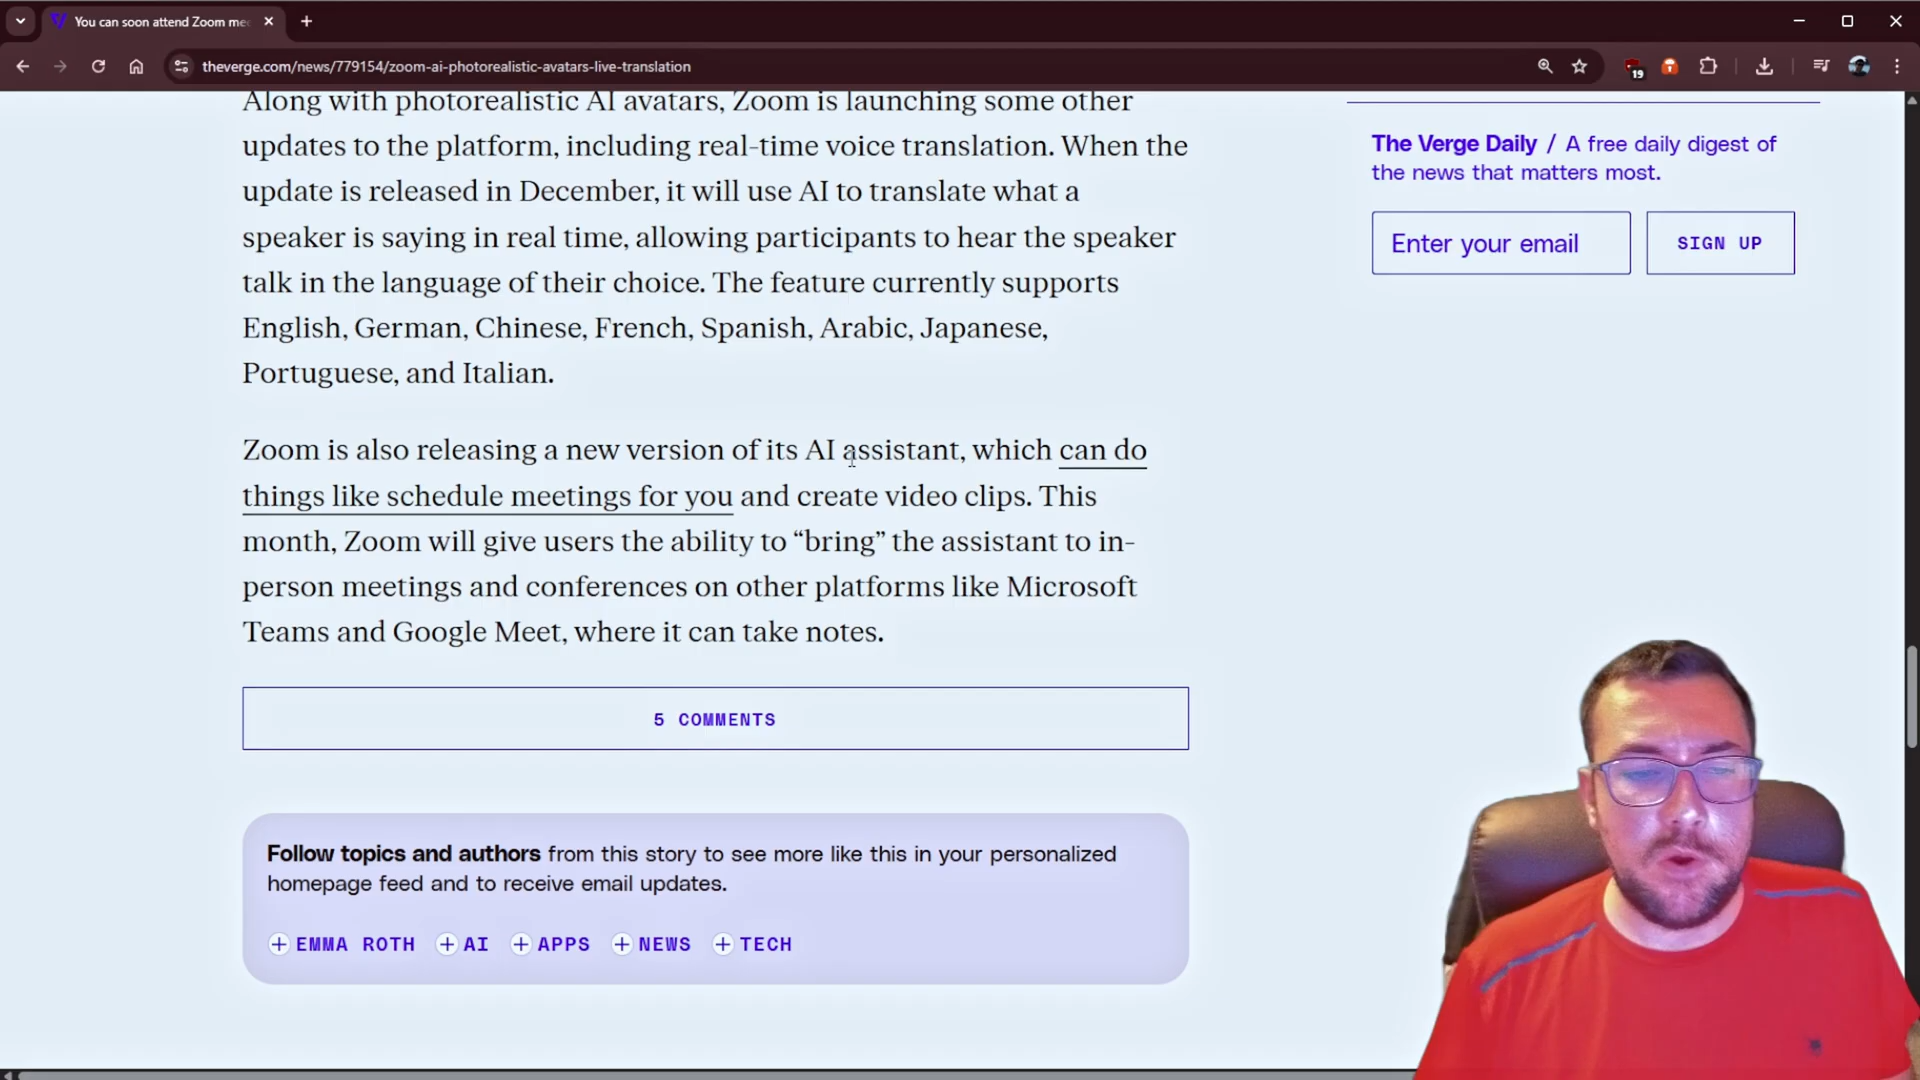 You can soon attend Zoom me
theverge.com/news/779154/zoom-ai-photorealistic-avatars-live-translation
19
Along with photorealistic AI avatars, Zoom is launching some other
updates to the platform, including real-time voice translation. When the
update is released in December, it will use AI to translate what a
speaker is saying in real time, allowing participants to hear the speaker
talk in the language of their choice. The feature currently supports
English, German, Chinese, French, Spanish, Arabic, Japanese,
Portuguese, and Italian.
Zoom is also releasing a new version of its AI assistant, which can do
things like schedule meetings for you and create video clips. This
month, Zoom will give users the ability to “bring” the assistant to in-
person meetings and conferences on other platforms like Microsoft
Teams and Google Meet, where it can take notes.
5 COMMENTS
Follow topics and authors from this story to see more like this in your personalized
homepage feed and to receive email updates.
EMMA ROTH AI APPS NEWS TECH
The Verge Daily / A free daily digest of
the news that matters most.
Enter your email
SIGN UP